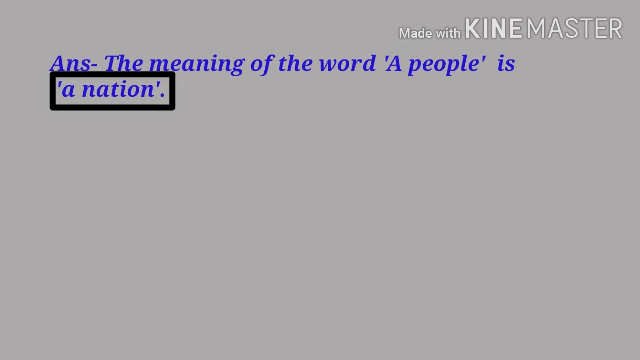 Made with KINEMASTER
Ans- The meaning of the word 'A people'  is
'a nation'.